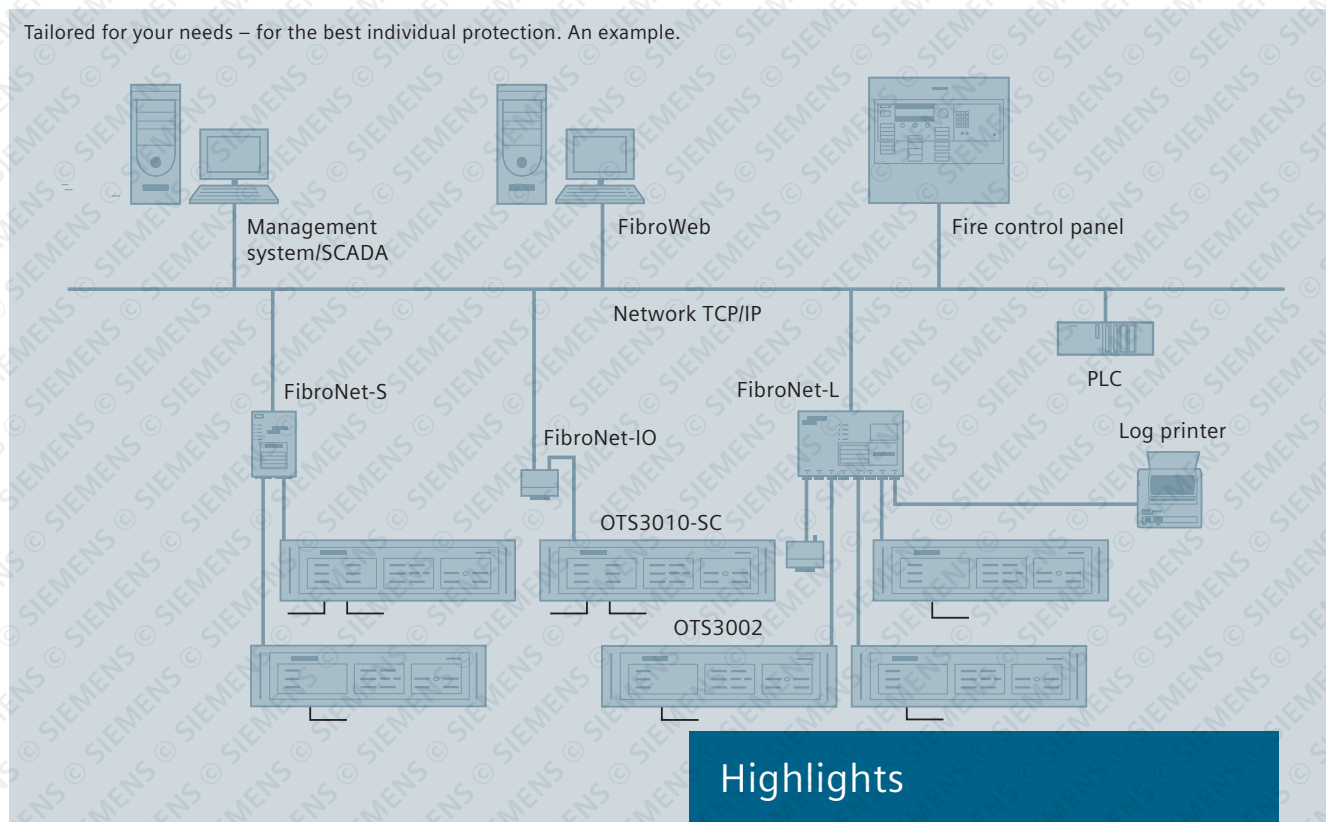 Tailored for your needs – for the best individual protection. An example.
Management
system/SCADA
FibroWeb
Fire control panel
Network TCP/IP
PLC
FibroNet-S
FibroNet-L
FibroNet-IO
Log printer
OTS3010-SC
OTS3002
Highlights
© SIEMENS